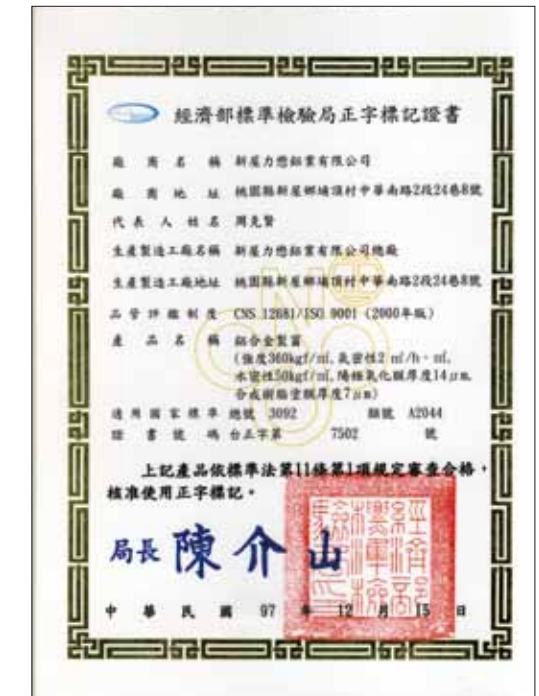 經濟部標準檢驗局正字標記證書
廠商名稱 新屋力懋鋁業有限公司
廠商地址 桃園縣新屋鄉埔頂村中華南路2段24巷8號
代表人姓名 周克賢
生產製造工廠名稱 新屋力懋鋁業有限公司總廠
生產製造工廠地址 桃園縣新屋鄉埔頂村中華南路2段24巷8號
品管評鑑制度 CNS 12681/ISO 9001 (2000年版)
產品名稱 鋁合金製窗
(強度360kgf/㎡,氣密性2 ㎥/h·㎡,
水密性50kgf/㎡,陽極氧化膜厚度14μm,
合成樹脂塗膜厚度7μm)
適用國家標準 總號 3092 類號 A2044
證書號碼 台正字第 7502 號
上記產品依標準法第11條第1項規定審查合格,
核准使用正字標記。
局長 陳介山
中華民國 97 年 12 月 15 日